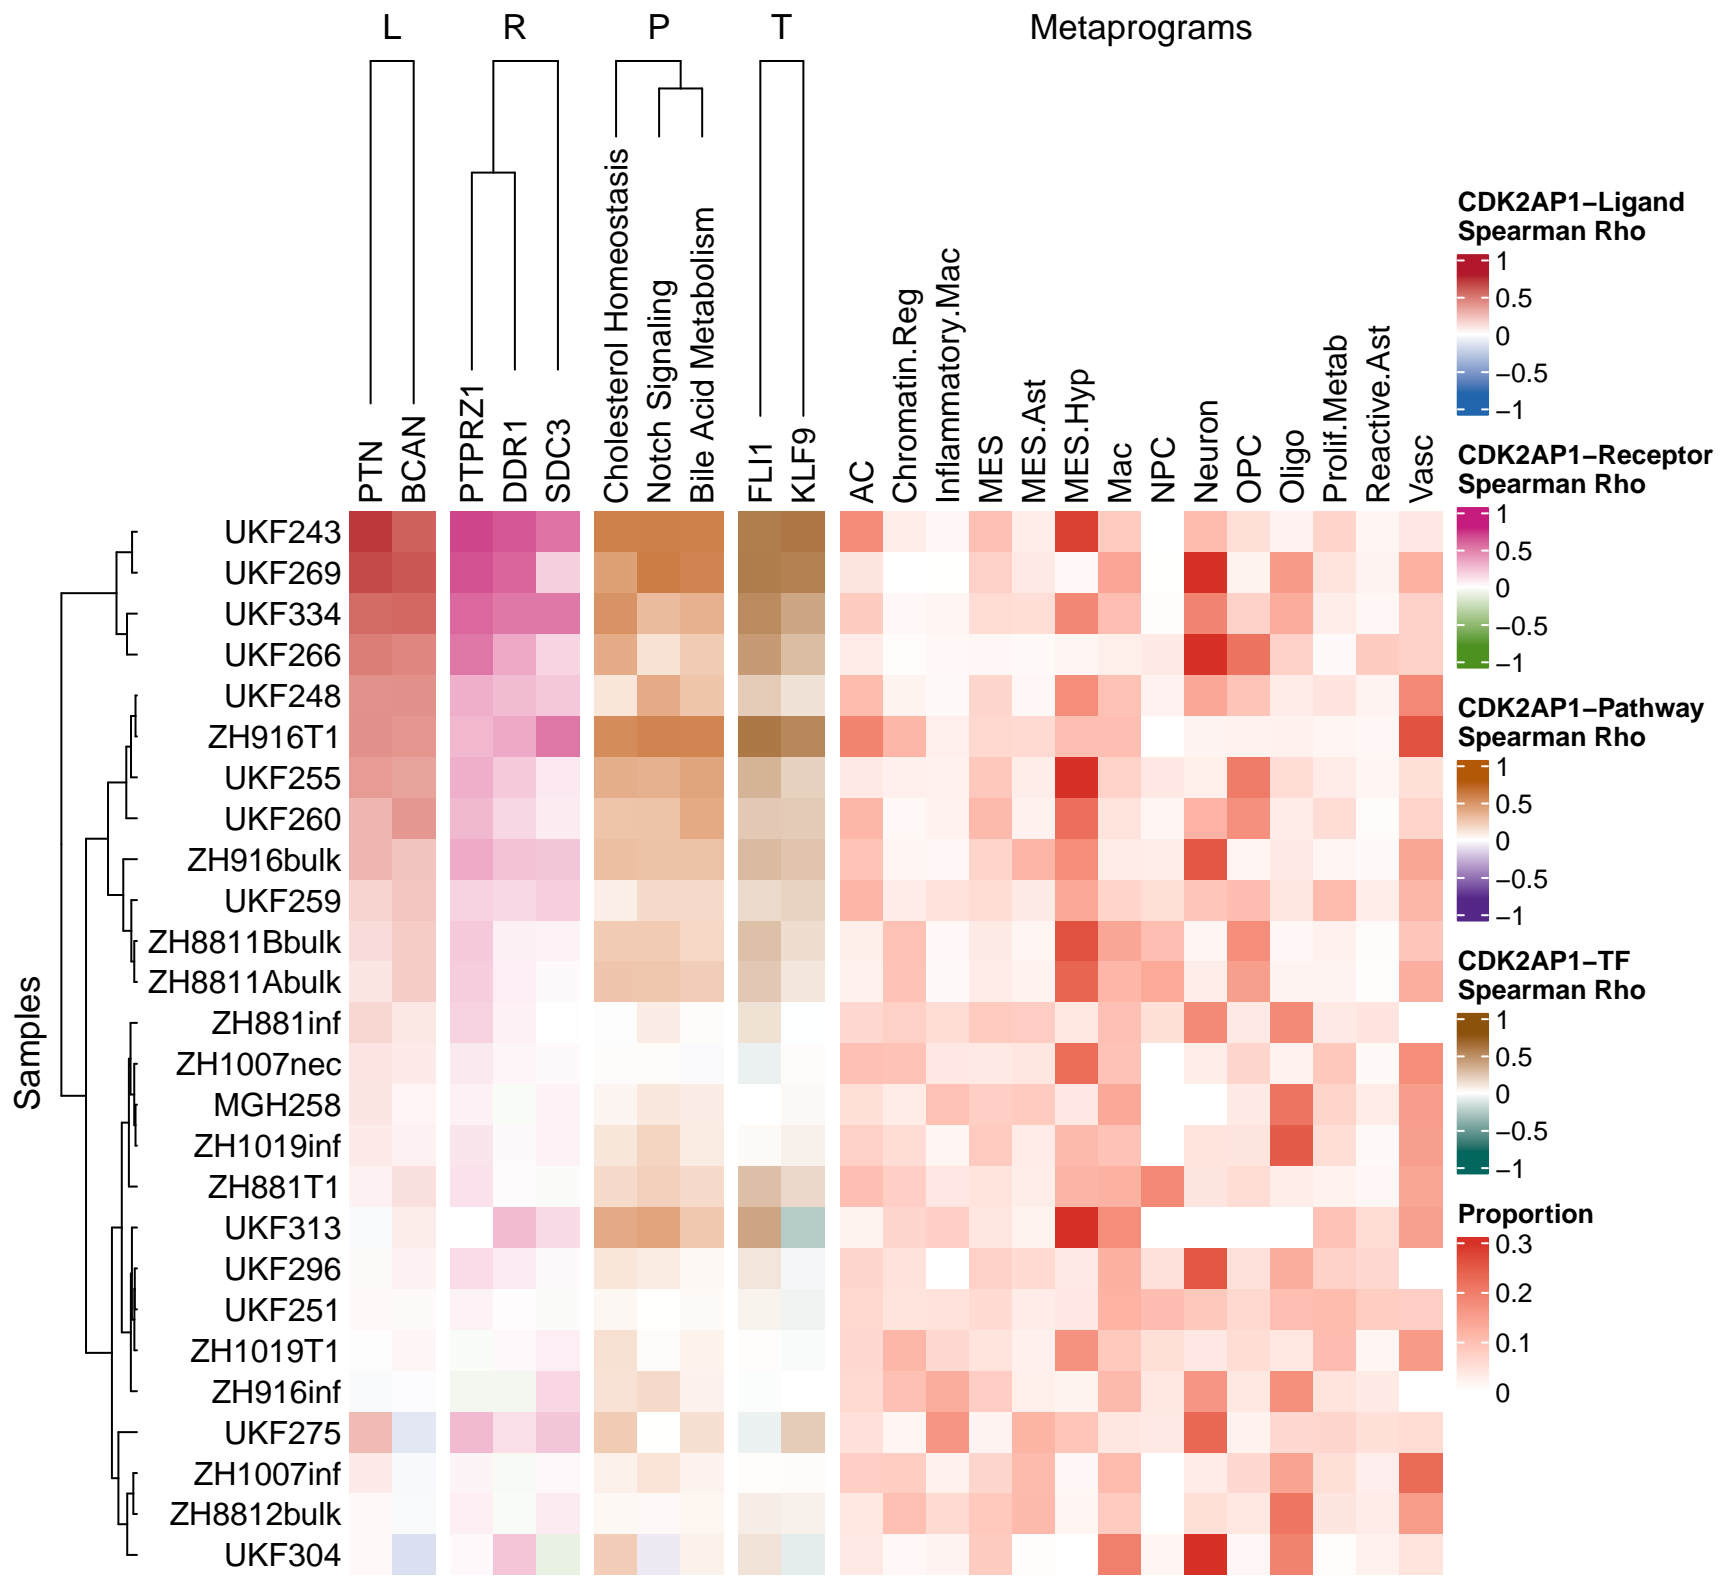 L R P T Metaprograms
PTN
BCAN
PTPRZ1
DDR1
SDC3
Cholesterol Homeostasis
Notch Signaling
Bile Acid Metabolism
FLI1
KLF9
AC
Chromatin.Reg
Inflammatory.Mac
MES
MES.Ast
MES.Hyp
Mac
NPC
Neuron
OPC
Oligo
Prolif.Metab
Reactive.Ast
Vasc
Samples
UKF243
UKF269
UKF334
UKF266
UKF248
ZH916T1
UKF255
UKF260
ZH916bulk
UKF259
ZH8811Bbulk
ZH8811Abulk
ZH881inf
ZH1007nec
MGH258
ZH1019inf
ZH881T1
UKF313
UKF296
UKF251
ZH1019T1
ZH916inf
UKF275
ZH1007inf
ZH8812bulk
UKF304
CDK2AP1−Ligand
Spearman Rho
1
0.5
0
−0.5
−1
CDK2AP1−Receptor
Spearman Rho
1
0.5
0
−0.5
−1
CDK2AP1−Pathway
Spearman Rho
1
0.5
0
−0.5
−1
CDK2AP1−TF
Spearman Rho
1
0.5
0
−0.5
−1
Proportion
0.3
0.2
0.1
0